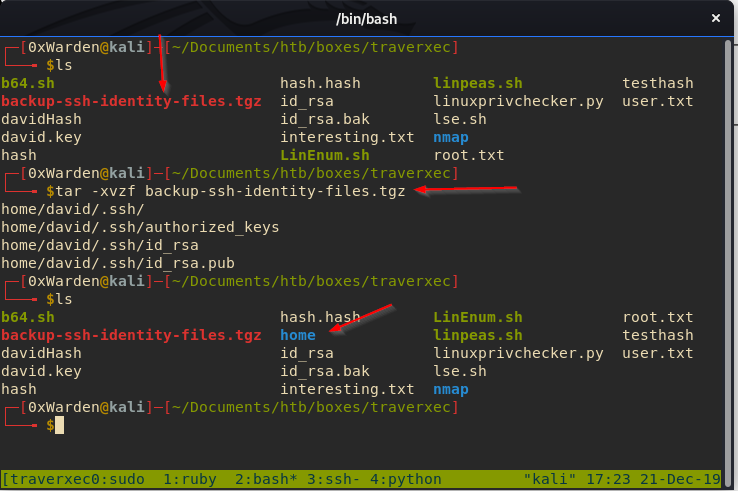 /bin/bash ×
[0xWarden@kali]─[~/Documents/htb/boxes/traverxec]
$ls
b64.sh hash.hash linpeas.sh testhash
backup-ssh-identity-files.tgz id_rsa linuxprivchecker.py user.txt
davidHash id_rsa.bak lse.sh
david.key interesting.txt nmap
hash LinEnum.sh root.txt
[0xWarden@kali]─[~/Documents/htb/boxes/traverxec]
$tar -xvzf backup-ssh-identity-files.tgz
home/david/.ssh/
home/david/.ssh/authorized_keys
home/david/.ssh/id_rsa
home/david/.ssh/id_rsa.pub
[0xWarden@kali]─[~/Documents/htb/boxes/traverxec]
$ls
b64.sh hash.hash LinEnum.sh root.txt
backup-ssh-identity-files.tgz home linpeas.sh testhash
davidHash id_rsa linuxprivchecker.py user.txt
david.key id_rsa.bak lse.sh
hash interesting.txt nmap
[0xWarden@kali]─[~/Documents/htb/boxes/traverxec]
$
[traverxec0:sudo 1:ruby 2:bash* 3:ssh- 4:python "kali" 17:23 21-Dec-19